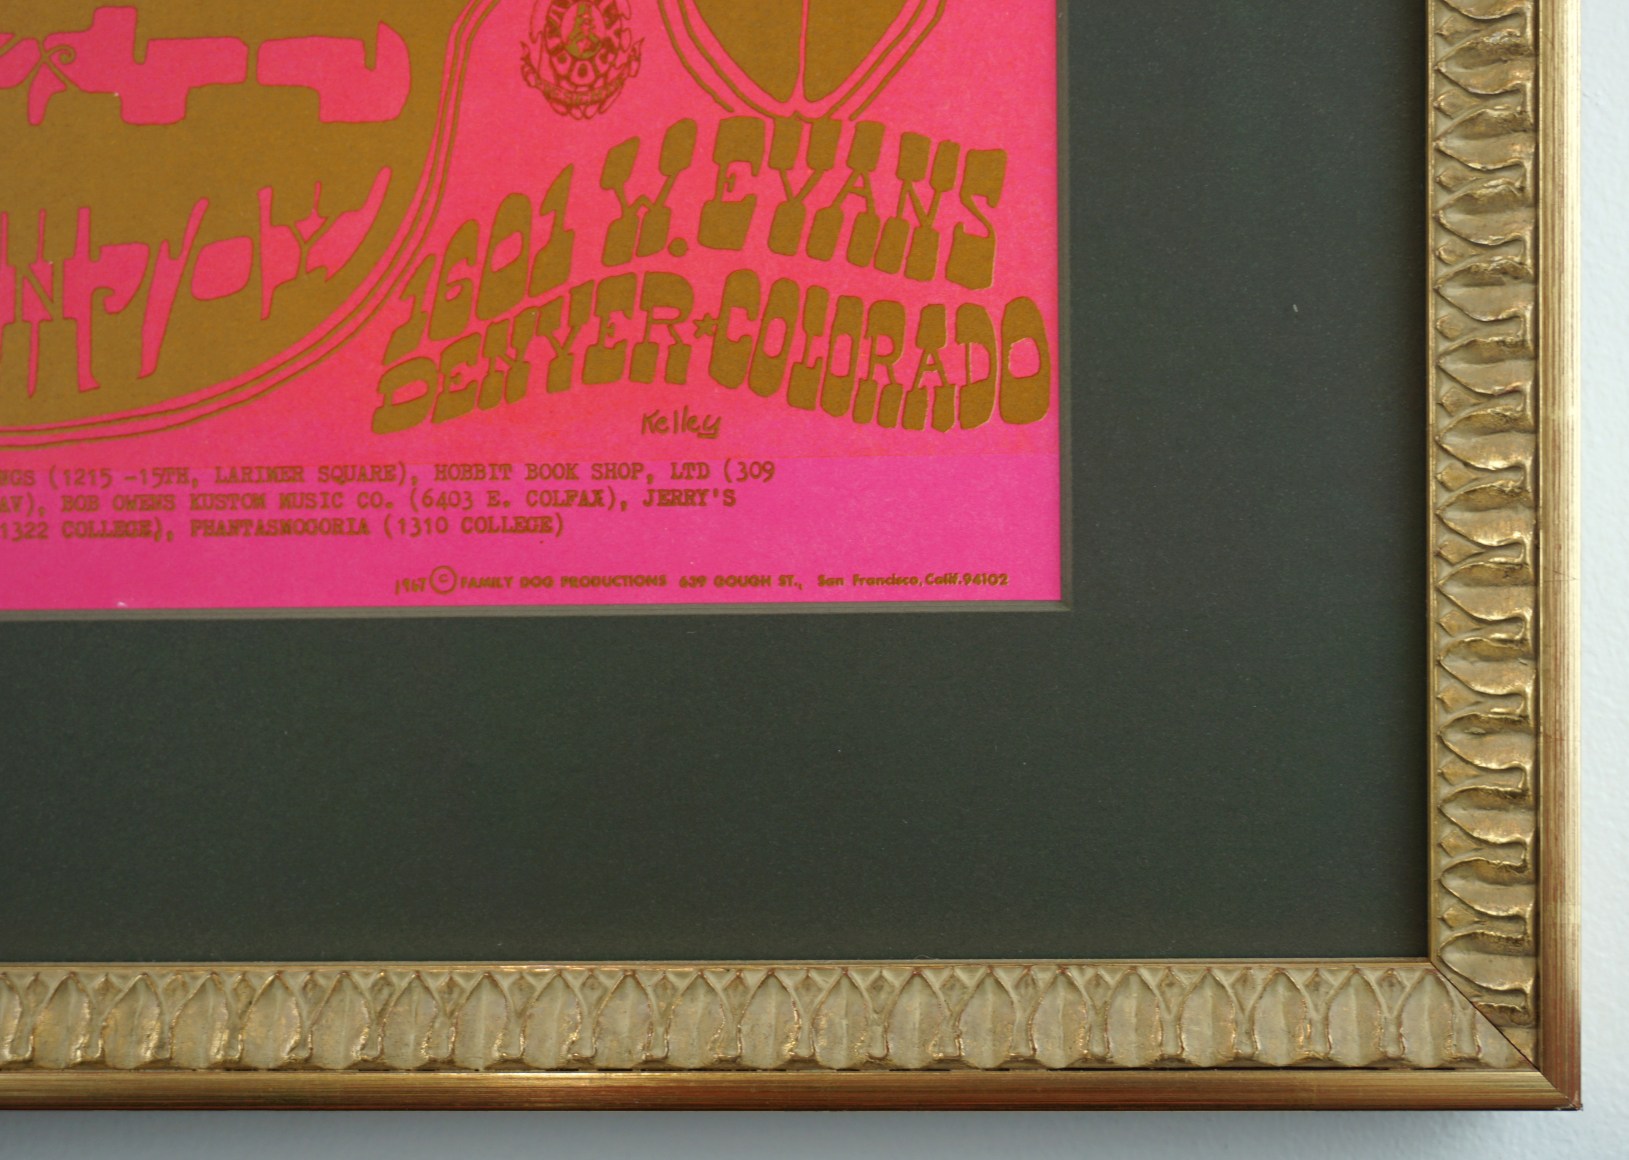 1601 W. EVANS
DENVER★COLORADO
Kelley
NGS (1215 -15TH, LARIMER SQUARE), HOBBIT BOOK SHOP, LTD (309
AV), BOB OWENS KUSTOM MUSIC CO. (6403 E. COLFAX), JERRY'S
1322 COLLEGE), PHANTASMOGORIA (1310 COLLEGE)
1967 © FAMILY DOG PRODUCTIONS 639 GOUGH ST., San Francisco, Calif. 94102